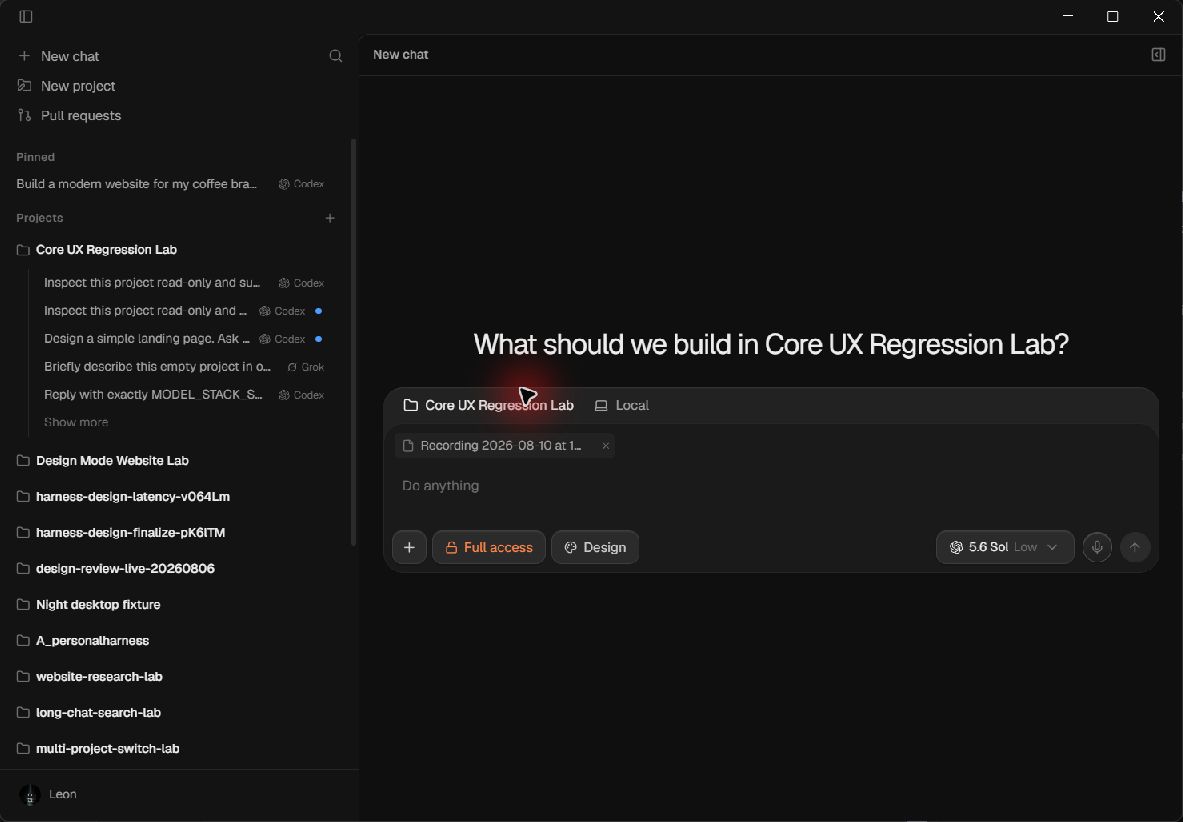 New chat
New project
Pull requests
Pinned
Build a modern website for my coffee bra... Codex
Projects
Core UX Regression Lab
Inspect this project read-only and su... Codex
Inspect this project read-only and ... Codex
Design a simple landing page. Ask ... Codex
Briefly describe this empty project in o... Grok
Reply with exactly MODEL_STACK_S... Codex
Show more
Design Mode Website Lab
harness-design-latency-v064Lm
harness-design-finalize-pK6ITM
design-review-live-20260806
Night desktop fixture
A_personalharness
website-research-lab
long-chat-search-lab
multi-project-switch-lab
Leon
New chat
What should we build in Core UX Regression Lab?
Core UX Regression Lab Local
Recording 2026-08-10 at 1...
Do anything
Full access Design 5.6 Sol Low